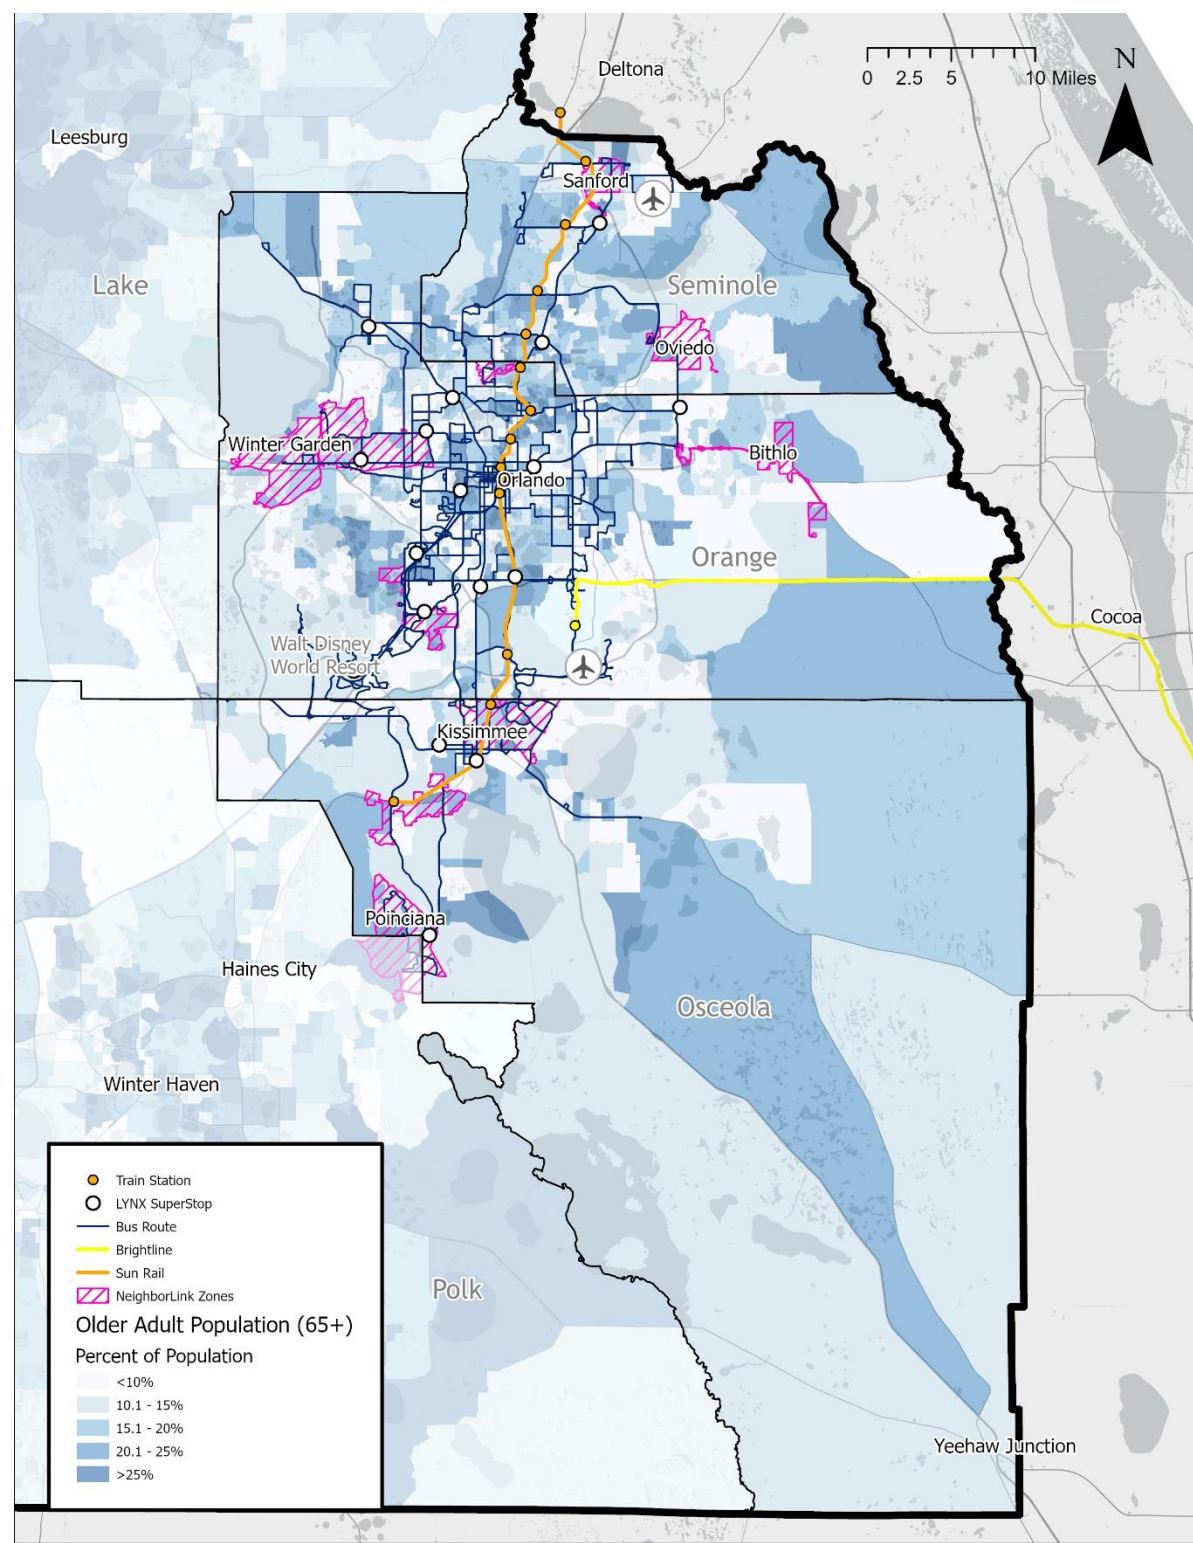 Deltona
N
0 2.5 5 10 Miles
Leesburg
Sanford
Lake
Seminole
Oviedo
Winter Garden
Bithlo
Orlando
Orange
Cocoa
Walt Disney
World Resort
Kissimmee
Poinciana
Haines City
Osceola
Winter Haven
Polk
Yeehaw Junction
Train Station
LYNX SuperStop
Bus Route
Brightline
Sun Rail
NeighborLink Zones
Older Adult Population (65+)
Percent of Population
<10%
10.1 - 15%
15.1 - 20%
20.1 - 25%
>25%